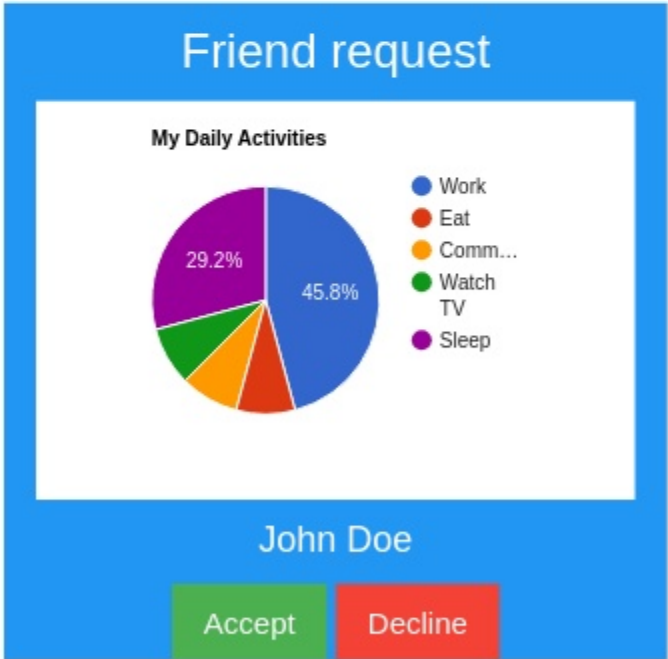 Friend request
My Daily Activities
Work
Eat
Comm...
Watch
TV
Sleep
29.2%
45.8%
John Doe
Accept Decline